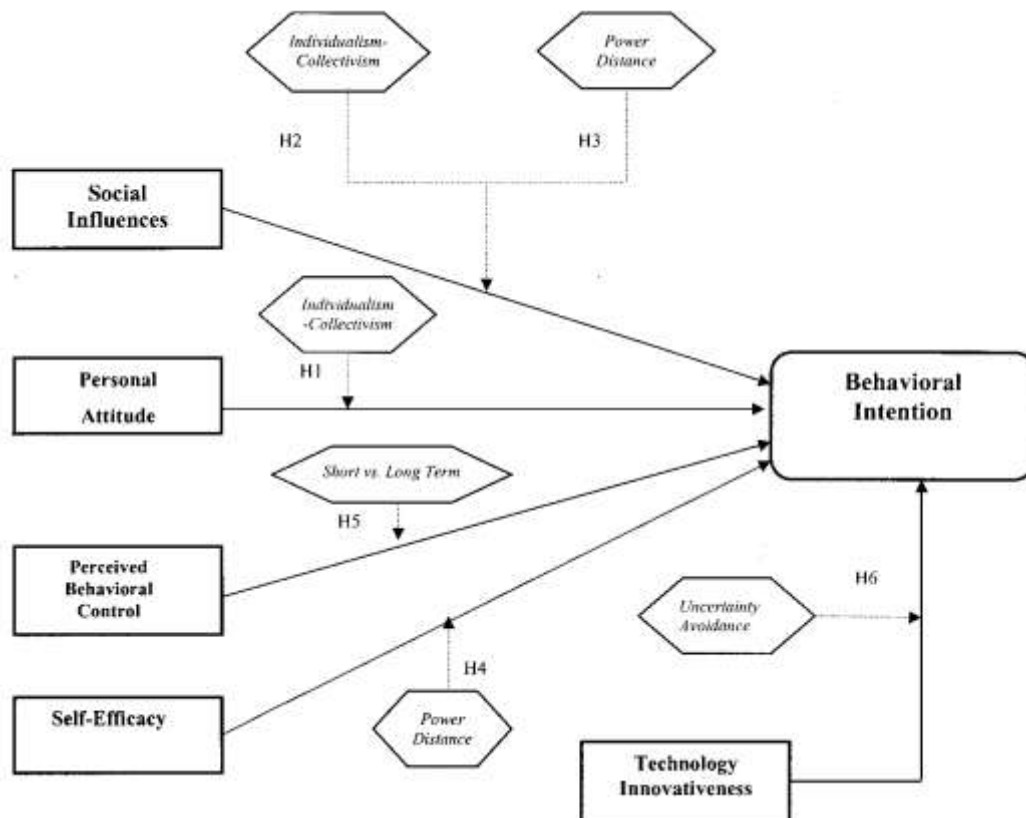 Individualism-
Collectivism
Power
Distance
H2
H3
Social
Influences
Individualism
-Collectivism
H1
Personal
Attitude
Behavioral
Intention
Short vs. Long Term
H5
Perceived
Behavioral
Control
H6
Uncertainty
Avoidance
H4
Self-Efficacy
Power
Distance
Technology
Innovativeness